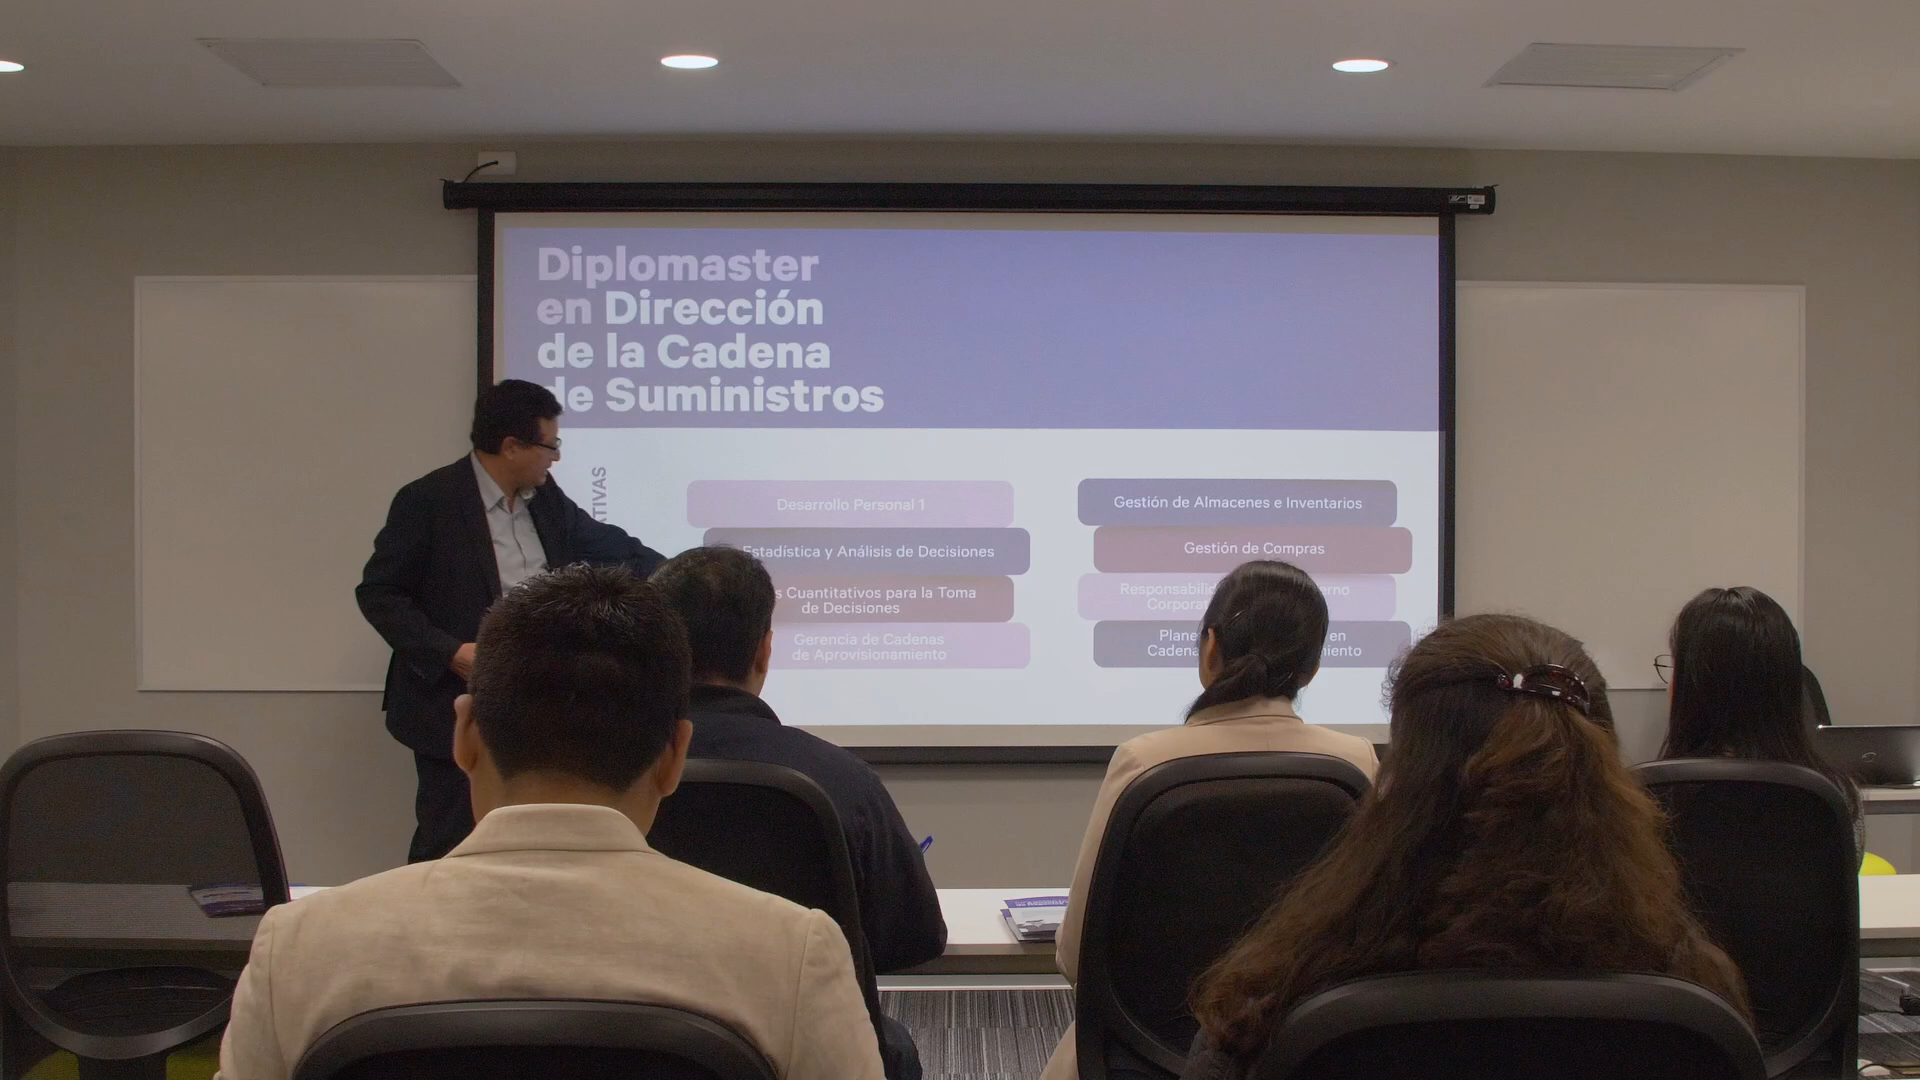 Diplomaster
en Dirección
de la Cadena
de Suministros
Desarrollo Personal 1
Estadística y Análisis de Decisiones
Cuantitativos para la Toma
de Decisiones
Gerencia de Cadenas
de Aprovisionamiento
Gestión de Almacenes e Inventarios
Gestión de Compras
en